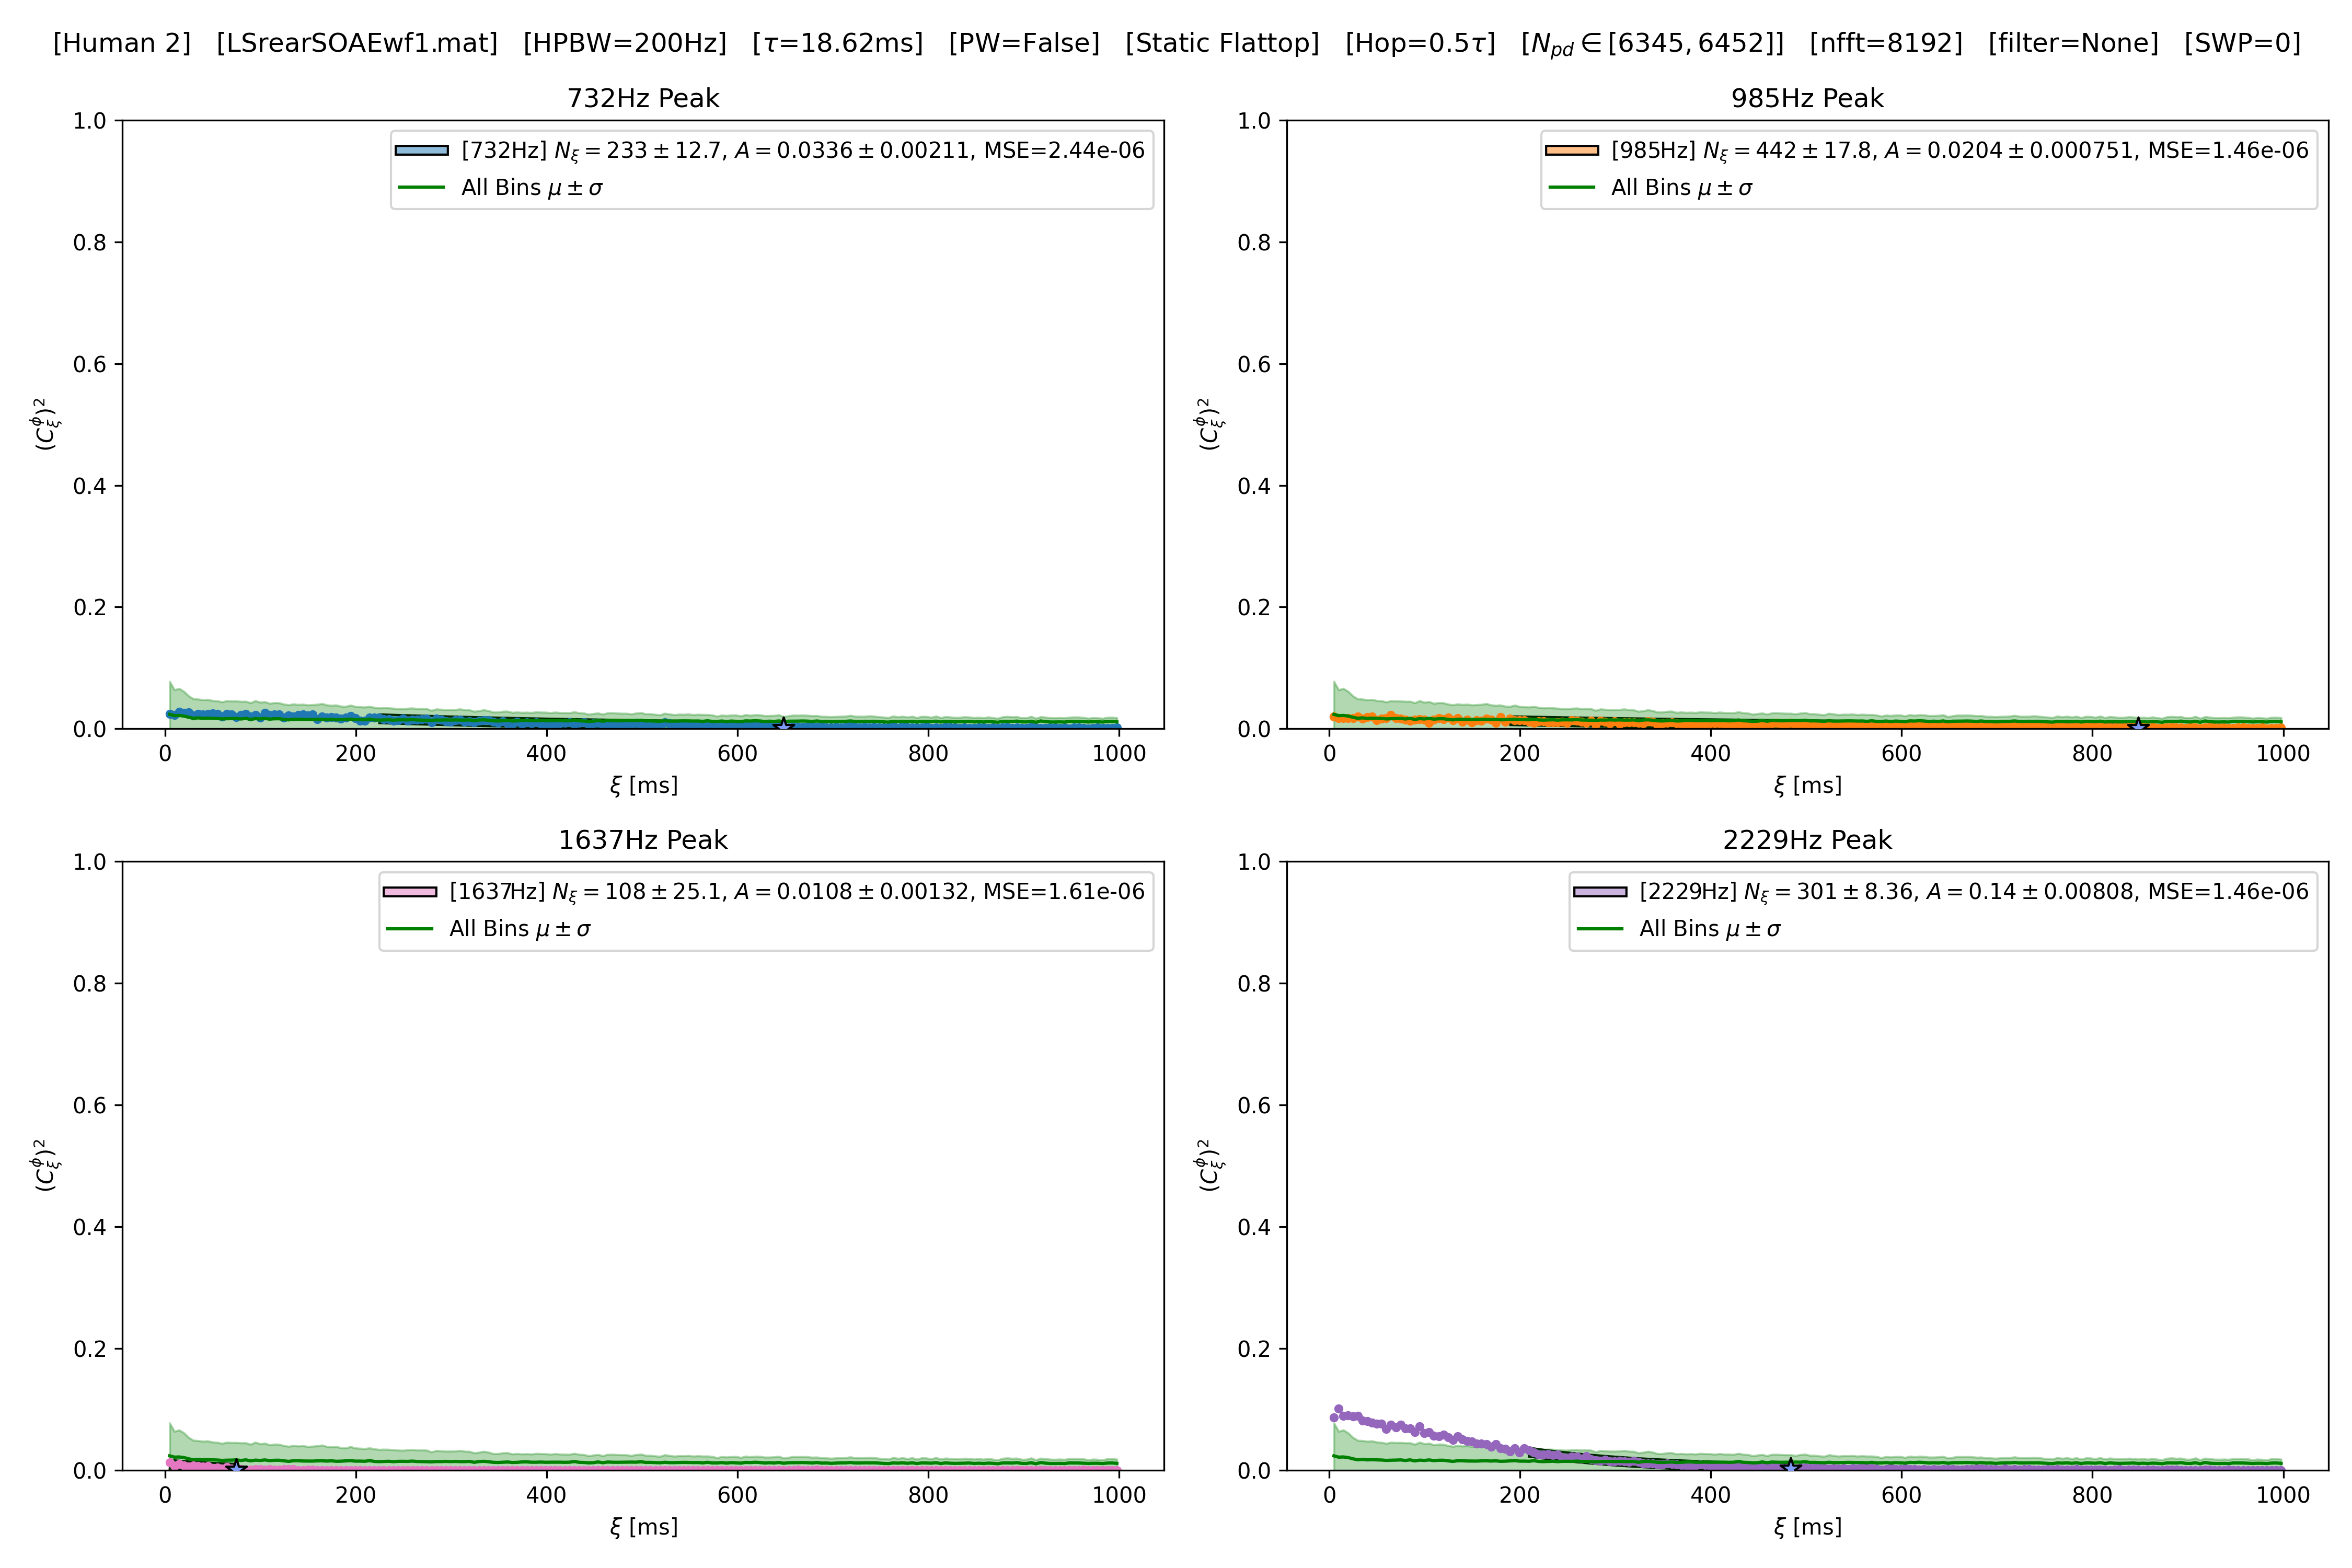 [Human 2] [LSrearSOAEwf1.mat] [HPBW=200Hz] [τ=18.62ms] [PW=False] [Static Flattop] [Hop=0.5τ] [N_pd ∈ [6345, 6452]] [nfft=8192] [filter=None] [SWP=0]
732Hz Peak
[732Hz] N_ξ = 233 ± 12.7, A = 0.0336 ± 0.00211, MSE=2.44e-06
All Bins μ ± σ
1.0
0.8
0.6
0.4
0.2
0.0
(C_ξ^ϕ)^2
0 200 400 600 800 1000
ξ [ms]
985Hz Peak
[985Hz] N_ξ = 442 ± 17.8, A = 0.0204 ± 0.000751, MSE=1.46e-06
All Bins μ ± σ
1.0
0.8
0.6
0.4
0.2
0.0
(C_ξ^ϕ)^2
0 200 400 600 800 1000
ξ [ms]
1637Hz Peak
[1637Hz] N_ξ = 108 ± 25.1, A = 0.0108 ± 0.00132, MSE=1.61e-06
All Bins μ ± σ
1.0
0.8
0.6
0.4
0.2
0.0
(C_ξ^ϕ)^2
0 200 400 600 800 1000
ξ [ms]
2229Hz Peak
[2229Hz] N_ξ = 301 ± 8.36, A = 0.14 ± 0.00808, MSE=1.46e-06
All Bins μ ± σ
1.0
0.8
0.6
0.4
0.2
0.0
(C_ξ^ϕ)^2
0 200 400 600 800 1000
ξ [ms]